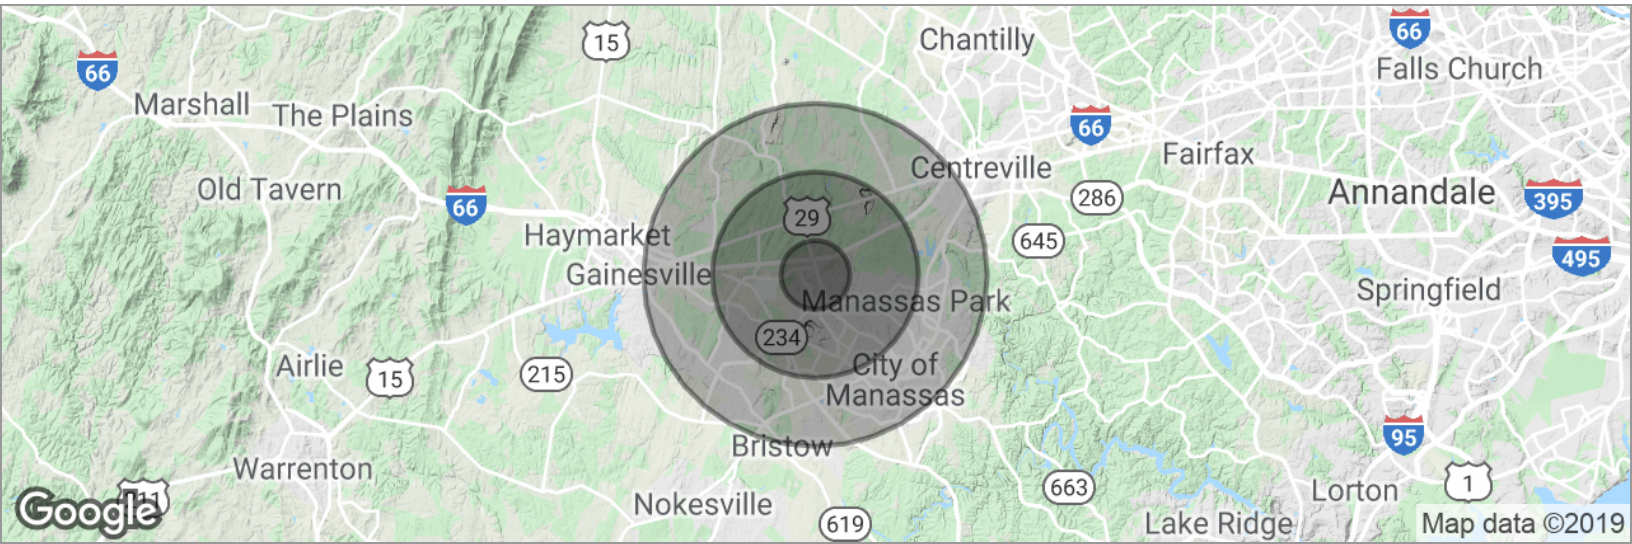 15
66
Chantilly
66
Falls Church
Marshall
The Plains
66
Fairfax
Centreville
Old Tavern
66
286
Annandale
395
29
645
Haymarket
495
Gainesville
Springfield
Manassas Park
234
Airlie
15
215
City of
Manassas
Bristow
95
Warrenton
663
Lorton
1
Nokesville
Google
619
Lake Ridge
Map data ©2019